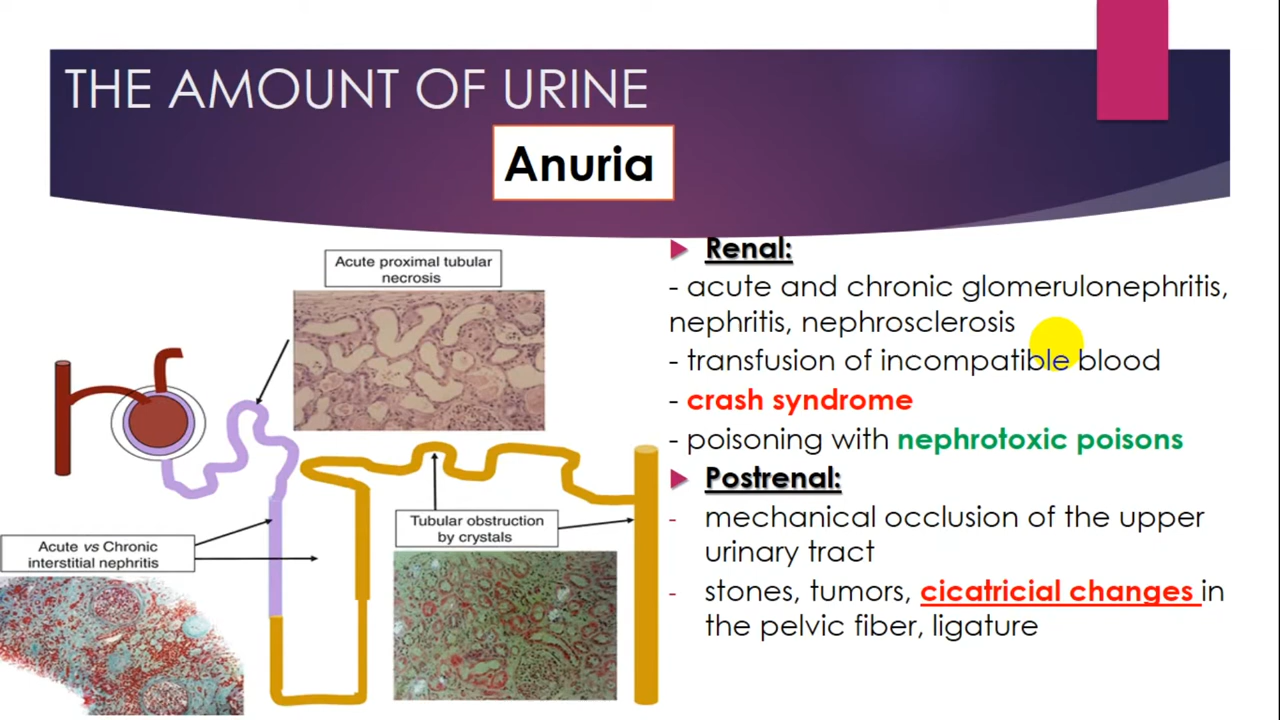 THE AMOUNT OF URINE
Anuria
Acute proximal tubular
necrosis
Acute vs Chronic
interstitial nephritis
Tubular obstruction
by crystals
Renal:
- acute and chronic glomerulonephritis,
nephritis, nephrosclerosis
- transfusion of incompatible blood
- crash syndrome
- poisoning with nephrotoxic poisons
Postrenal:
- mechanical occlusion of the upper
urinary tract
- stones, tumors, cicatricial changes in
the pelvic fiber, ligature